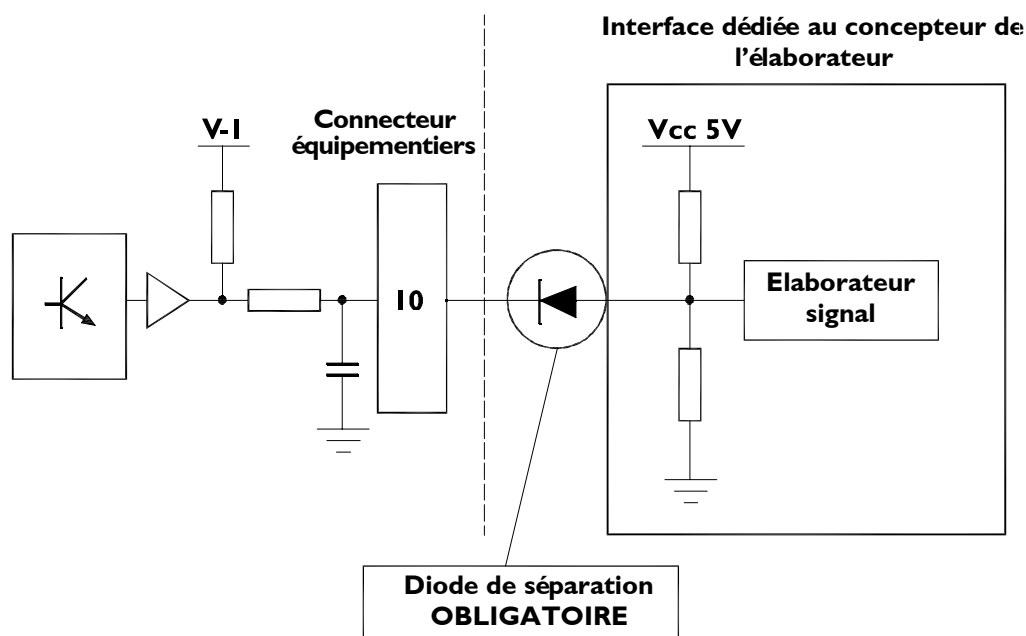 Interface dédiée au concepteur de
l'élaborateur
Connecteur
équipementiers
V-1
Vcc 5V
10
Elaborateur
signal
Diode de séparation
OBLIGATOIRE